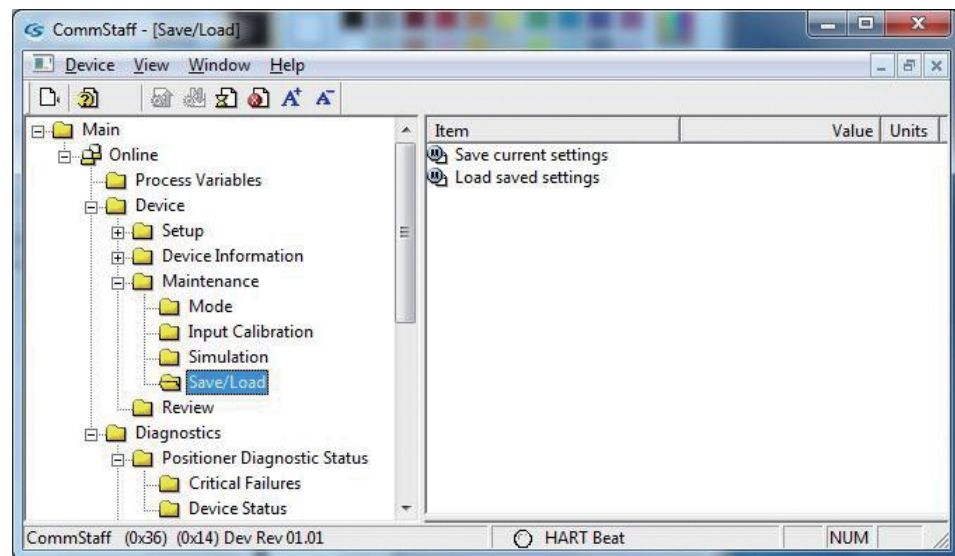 CommStaff - [Save/Load]
Device View Window Help
A+ A-
Main
Online
Process Variables
Device
Setup
Device Information
Maintenance
Mode
Input Calibration
Simulation
Save/Load
Review
Diagnostics
Positioner Diagnostic Status
Critical Failures
Device Status
Item Value Units
Save current settings
Load saved settings
CommStaff (0x36) (0x14) Dev Rev 01.01 HART Beat NUM